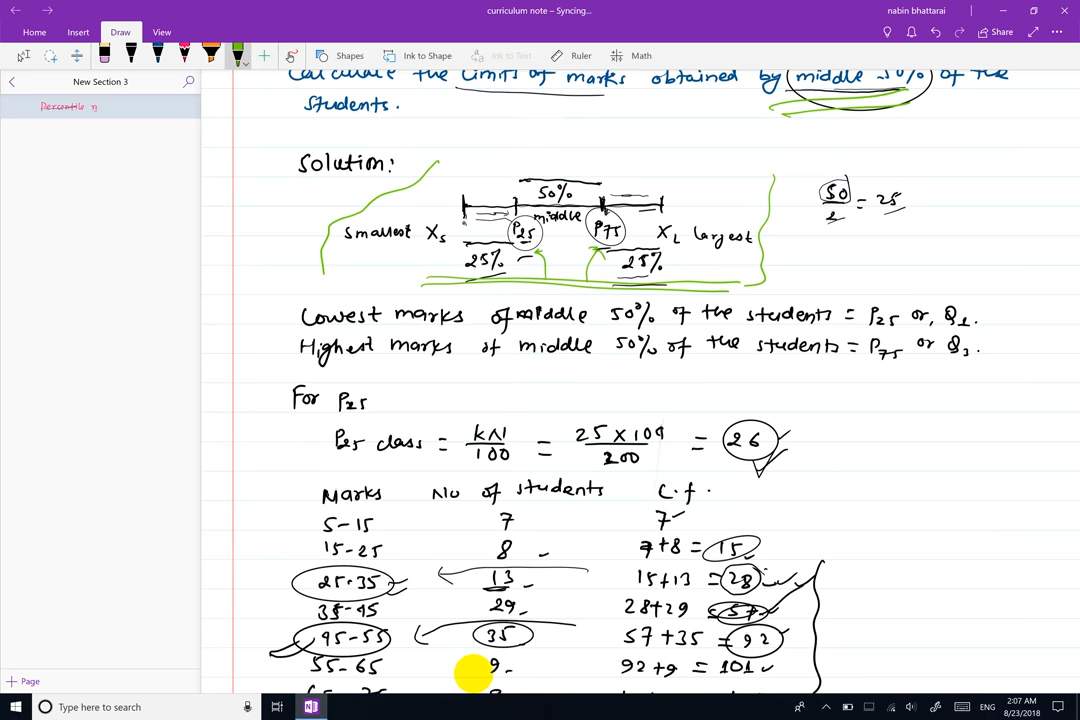 curriculum note – Syncing...
nabin bhattarai
Home Insert Draw View
Share
Shapes Ink to Shape Ink to Text Ruler Math
New Section 3
Percentile
Page
Calculate the limits of marks obtained by middle 50% of the
students.
Solution:
50%
middle
50/2 = 25
smallest Xs P25 P75 XL largest
25% 25%
Lowest marks of middle 50% of the students = P25 or, Q1.
Highest marks of middle 50% of the students = P75 or Q3.
For P25
P25 class = kN/100 = 25 × 104/100 = 26
Marks No of students C.f.
5-15 7 7
15-25 8 7+8 = 15
25-35 13 15+13 = 28
35-45 29 28+29 = 57
45-55 35 57+35 = 92
55-65 9 92+9 = 101
Type here to search
ENG
2:07 AM
8/23/2018